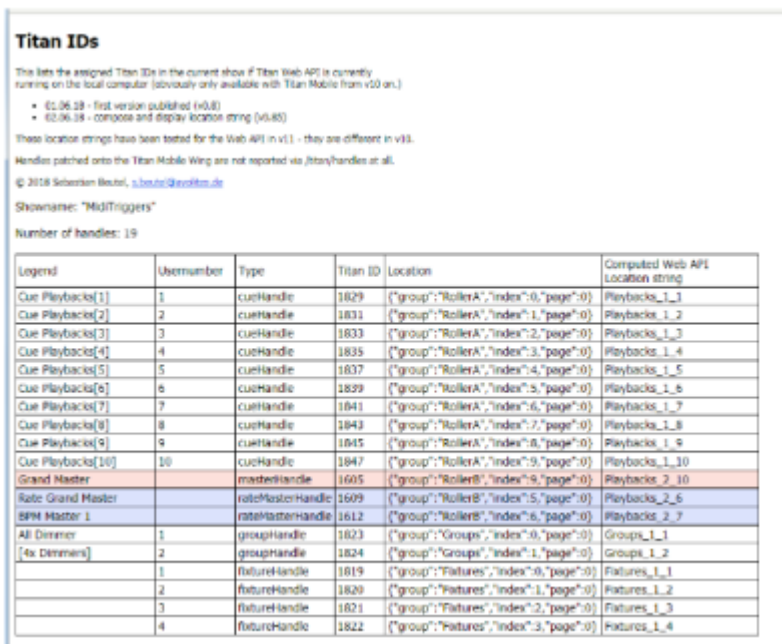 Titan IDs
This lists the assigned Titan IDs in the current show if Titan Web API is currently
running on the local computer (obviously only available with Titan Mobile from v10 on.)
01.06.18 - first version published (v0.8)
02.06.18 - compose and display location string (v0.85)
These location strings have been tested for the Web API in v11 - they are different in v10.
Handles patched onto the Titan Mobile Wing are not reported via /titan/handles at all.
© 2018 Sebastian Beutel, s.beutel@avolites.de
Showname: "MidiTriggers"
Number of handles: 19
Legend Usernumber Type Titan ID Location Computed Web API
Location string
Cue Playbacks[1] 1 cueHandle 1829 {"group":"RollerA","index":0,"page":0} Playbacks_1_1
Cue Playbacks[2] 2 cueHandle 1831 {"group":"RollerA","index":1,"page":0} Playbacks_1_2
Cue Playbacks[3] 3 cueHandle 1833 {"group":"RollerA","index":2,"page":0} Playbacks_1_3
Cue Playbacks[4] 4 cueHandle 1835 {"group":"RollerA","index":3,"page":0} Playbacks_1_4
Cue Playbacks[5] 5 cueHandle 1837 {"group":"RollerA","index":4,"page":0} Playbacks_1_5
Cue Playbacks[6] 6 cueHandle 1839 {"group":"RollerA","index":5,"page":0} Playbacks_1_6
Cue Playbacks[7] 7 cueHandle 1841 {"group":"RollerA","index":6,"page":0} Playbacks_1_7
Cue Playbacks[8] 8 cueHandle 1843 {"group":"RollerA","index":7,"page":0} Playbacks_1_8
Cue Playbacks[9] 9 cueHandle 1845 {"group":"RollerA","index":8,"page":0} Playbacks_1_9
Cue Playbacks[10] 10 cueHandle 1847 {"group":"RollerA","index":9,"page":0} Playbacks_1_10
Grand Master masterHandle 1605 {"group":"RollerB","index":9,"page":0} Playbacks_2_10
Rate Grand Master rateMasterHandle 1609 {"group":"RollerB","index":5,"page":0} Playbacks_2_6
BPM Master 1 rateMasterHandle 1612 {"group":"RollerB","index":6,"page":0} Playbacks_2_7
All Dimmer 1 groupHandle 1823 {"group":"Groups","index":0,"page":0} Groups_1_1
[4x Dimmers] 2 groupHandle 1824 {"group":"Groups","index":1,"page":0} Groups_1_2
1 fixtureHandle 1819 {"group":"Fixtures","index":0,"page":0} Fixtures_1_1
2 fixtureHandle 1820 {"group":"Fixtures","index":1,"page":0} Fixtures_1_2
3 fixtureHandle 1821 {"group":"Fixtures","index":2,"page":0} Fixtures_1_3
4 fixtureHandle 1822 {"group":"Fixtures","index":3,"page":0} Fixtures_1_4